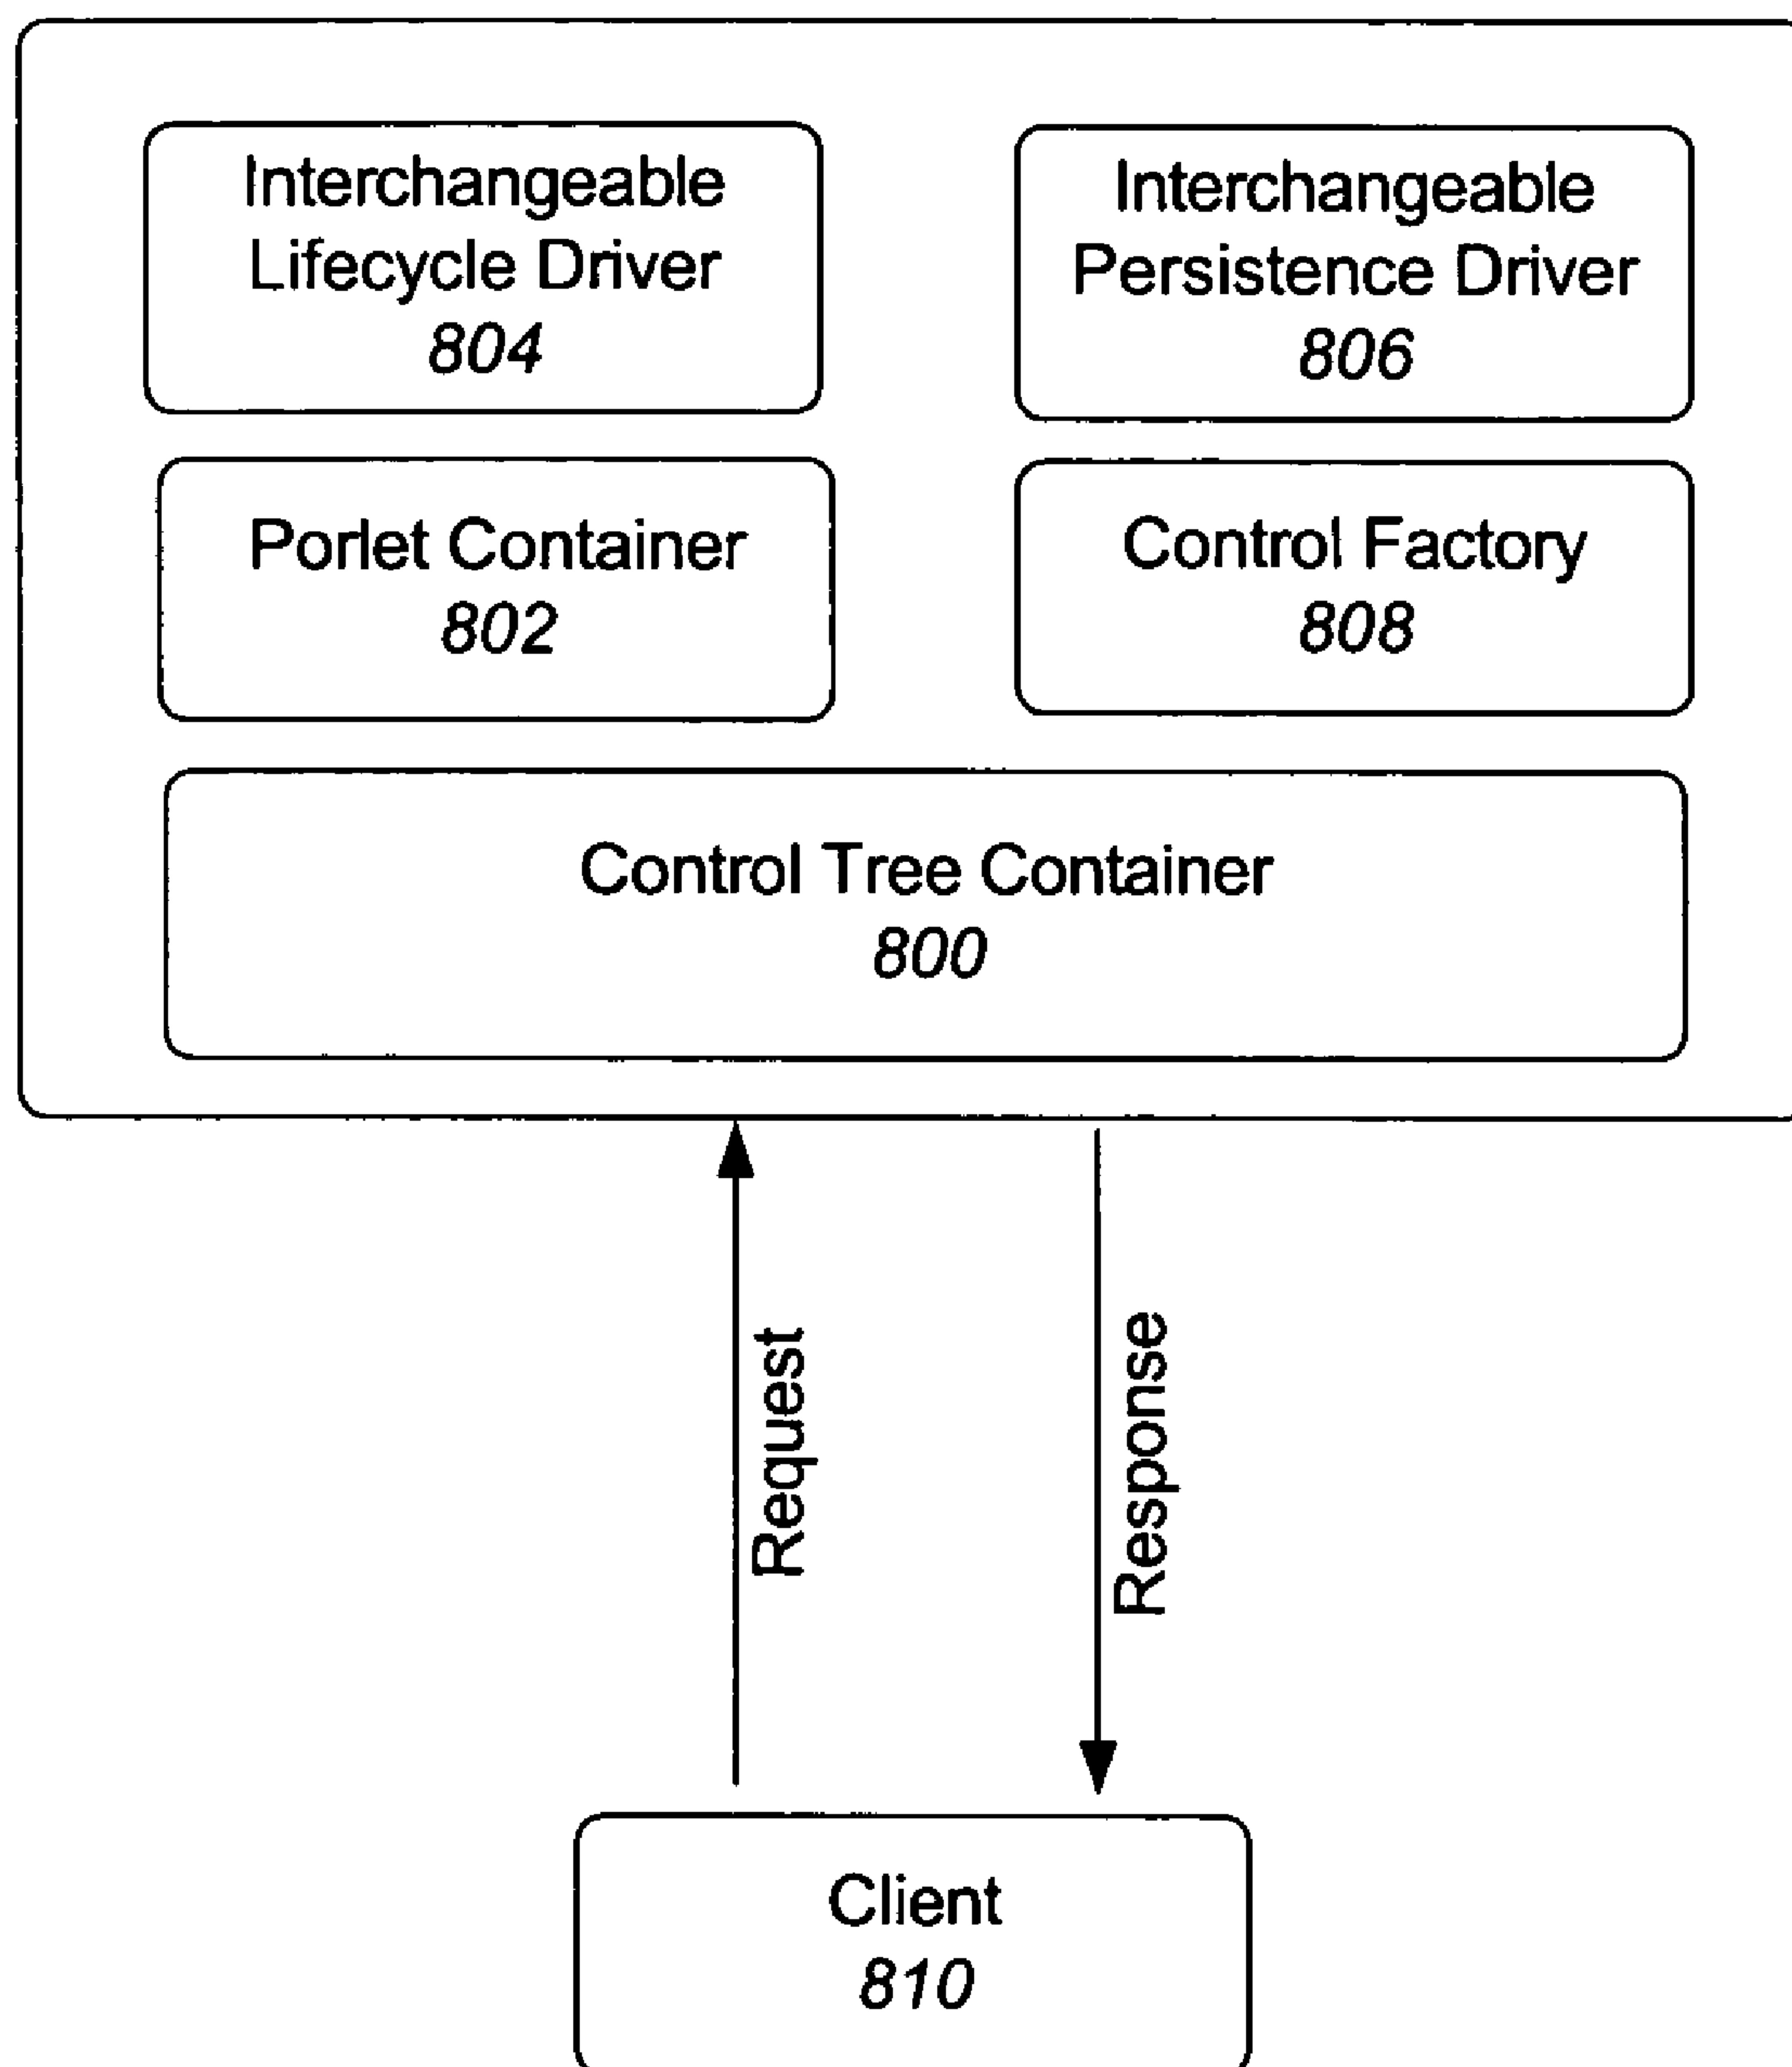 Interchangeable
Lifecycle Driver
804
Interchangeable
Persistence Driver
806
Porlet Container
802
Control Factory
808
Control Tree Container
800
Request
Response
Client
810